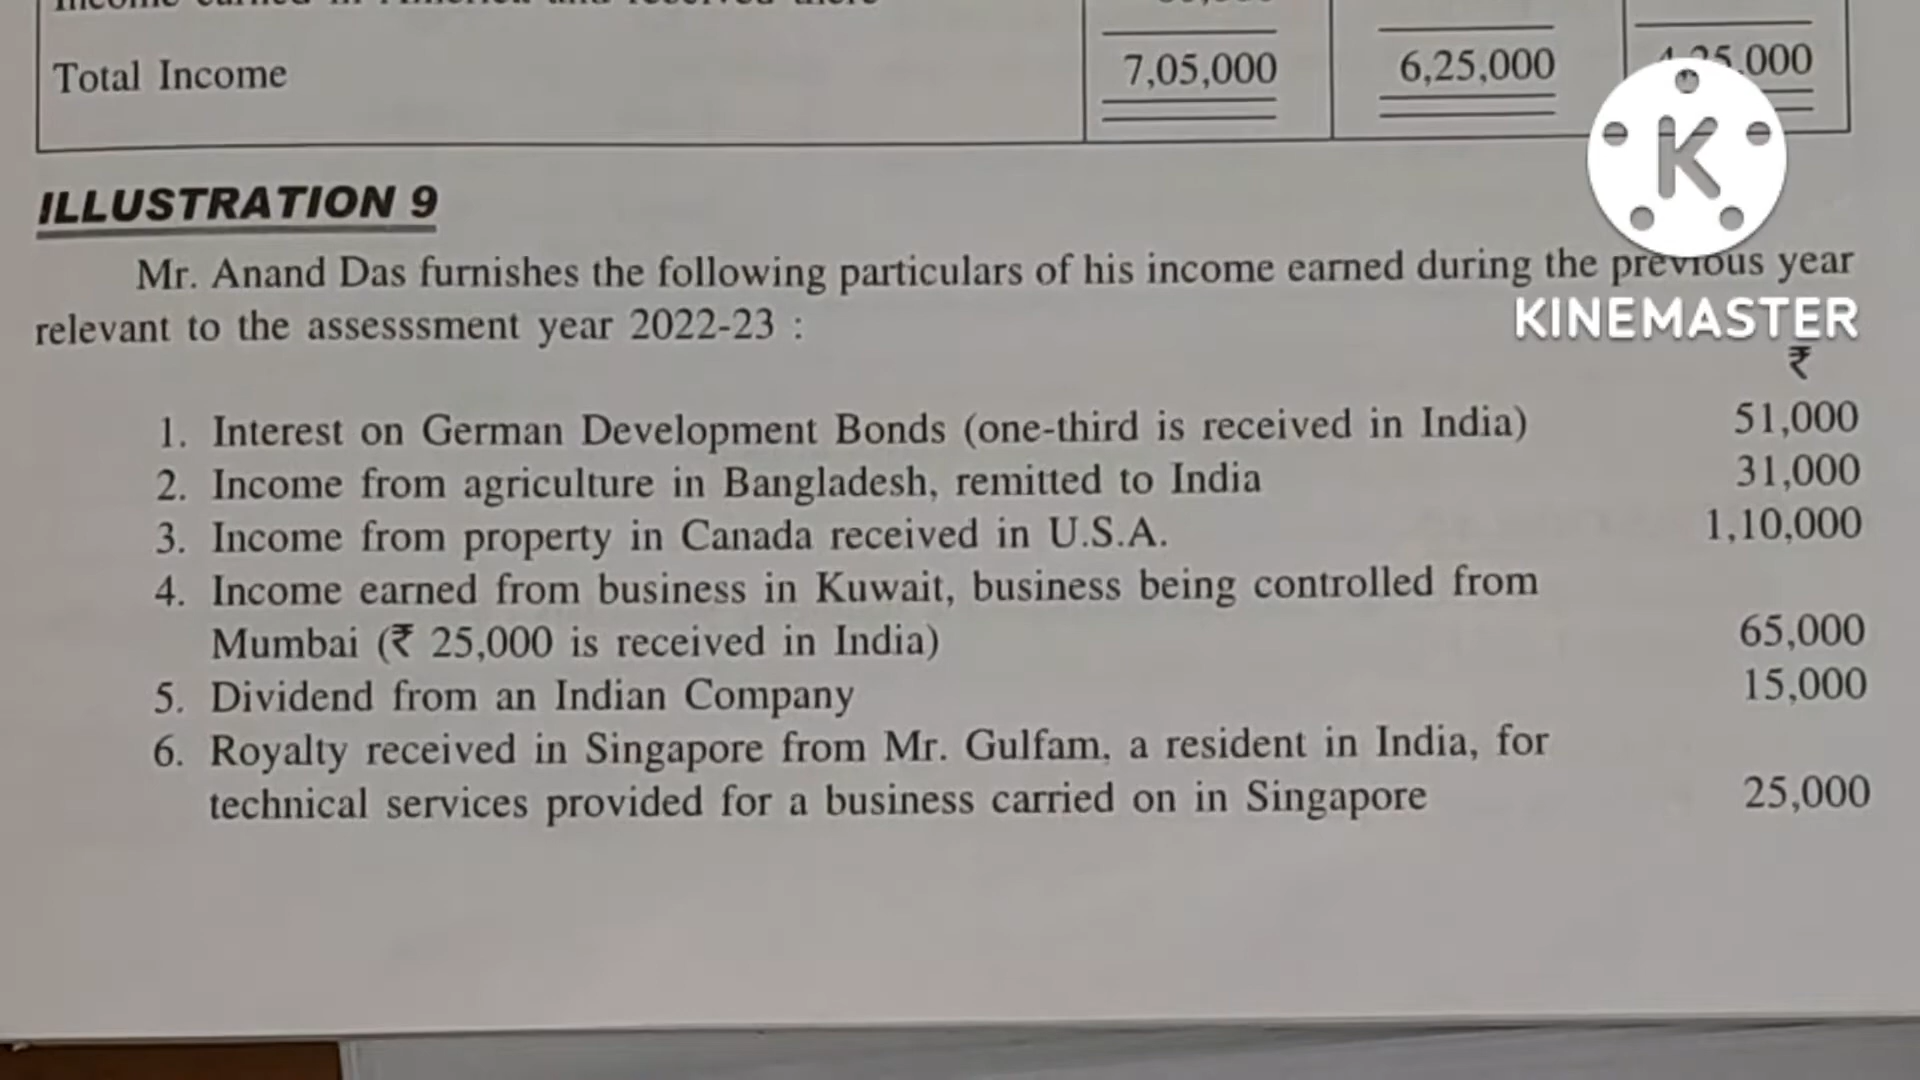 Total Income 7,05,000 6,25,000 25,000
ILLUSTRATION 9
Mr. Anand Das furnishes the following particulars of his income earned during the previous year
relevant to the assesssment year 2022-23 :
K
KINEMASTER
₹
1. Interest on German Development Bonds (one-third is received in India) 51,000
2. Income from agriculture in Bangladesh, remitted to India 31,000
3. Income from property in Canada received in U.S.A. 1,10,000
4. Income earned from business in Kuwait, business being controlled from
Mumbai (₹ 25,000 is received in India) 65,000
5. Dividend from an Indian Company 15,000
6. Royalty received in Singapore from Mr. Gulfam, a resident in India, for
technical services provided for a business carried on in Singapore 25,000